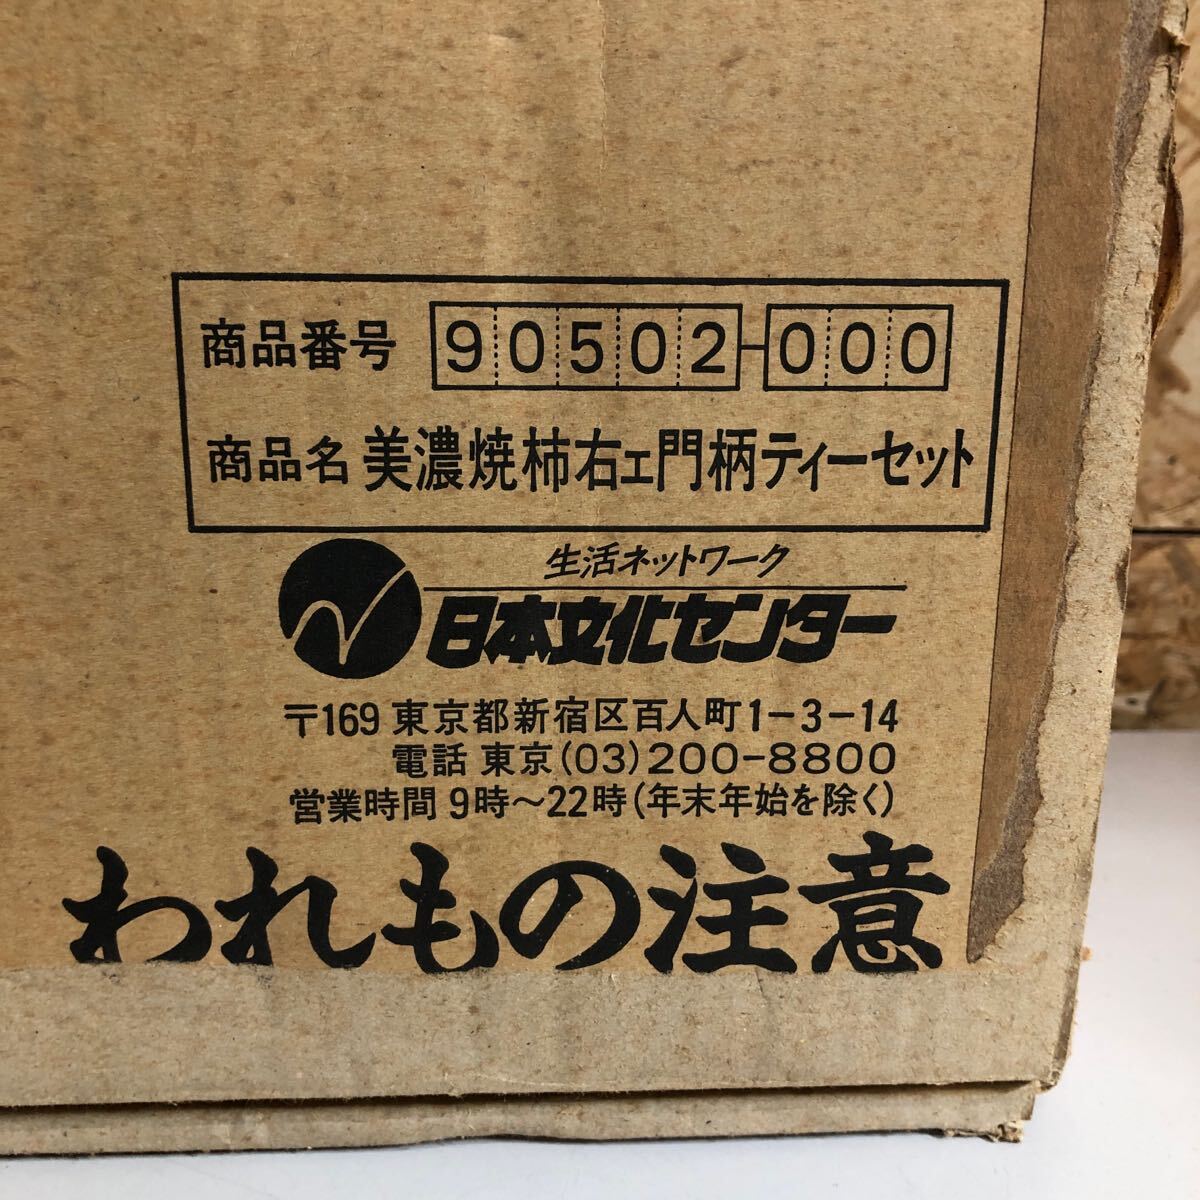 商品番号 90502-000
商品名 美濃焼柿右ェ門柄ティーセット
生活ネットワーク
日本文化センター
〒169 東京都新宿区百人町1-3-14
電話 東京(03)200-8800
営業時間 9時～22時(年末年始を除く)
われもの注意